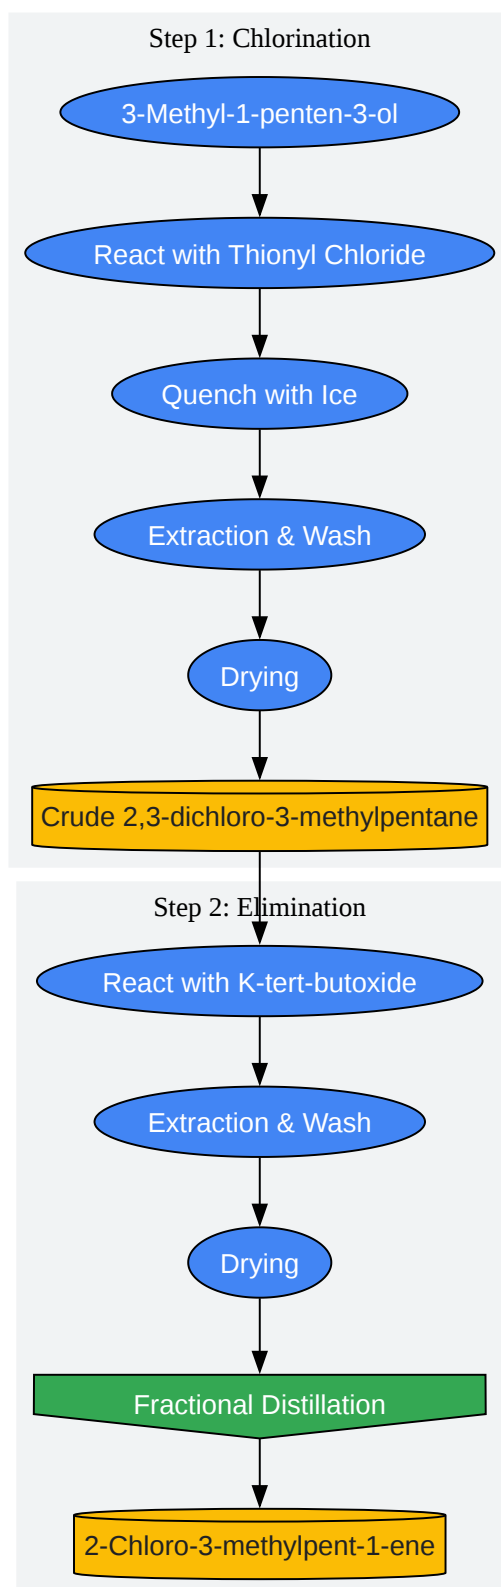 Step 1: Chlorination
3-Methyl-1-penten-3-ol
React with Thionyl Chloride
Quench with Ice
Extraction & Wash
Drying
Crude 2,3-dichloro-3-methylpentane
Step 2: Elimination
React with K-tert-butoxide
Extraction & Wash
Drying
Fractional Distillation
2-Chloro-3-methylpent-1-ene